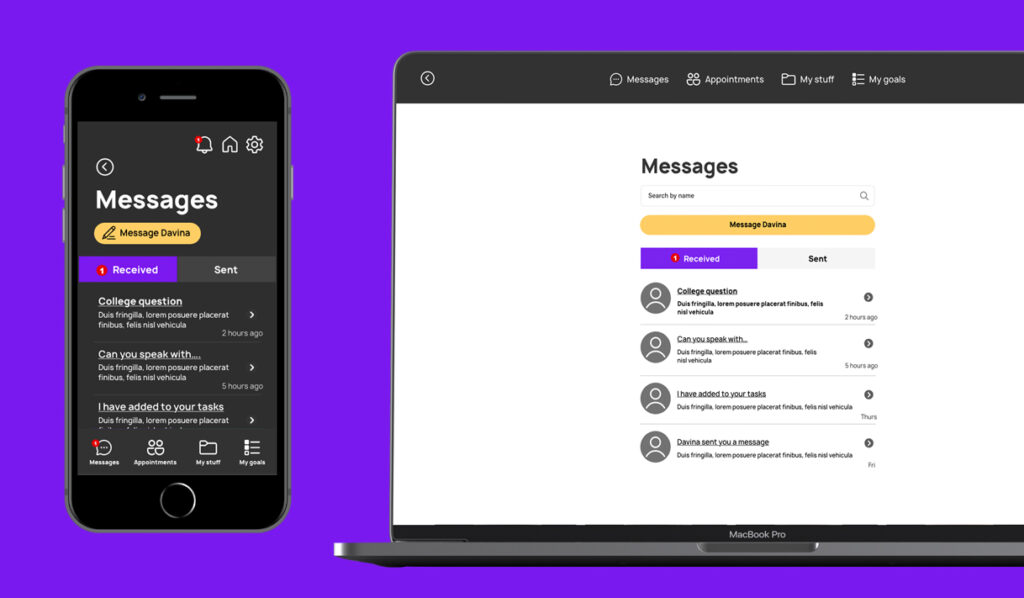 1
Messages
Message Davina
1 Received
Sent
College question
Duis fringilla, lorem posuere placerat
finibus, felis nisl vehicula
2 hours ago
Can you speak with....
Duis fringilla, lorem posuere placerat
finibus, felis nisl vehicula
5 hours ago
I have added to your tasks
Duis fringilla, lorem posuere placerat
1
Messages
Appointments
My stuff
My goals
Messages
Appointments
My stuff
My goals
Messages
Search by name
Message Davina
1 Received
Sent
College question
Duis fringilla, lorem posuere placerat finibus, felis
nisl vehicula
2 hours ago
Can you speak with..
Duis fringilla, lorem posuere placerat finibus, felis
nisl vehicula
5 hours ago
I have added to your tasks
Duis fringilla, lorem posuere placerat finibus, nisl vehicula
Thurs
Davina sent you a message
Duis fringilla, lorem posuere placerat finibus, nisl vehicula
Fri
MacBook Pro